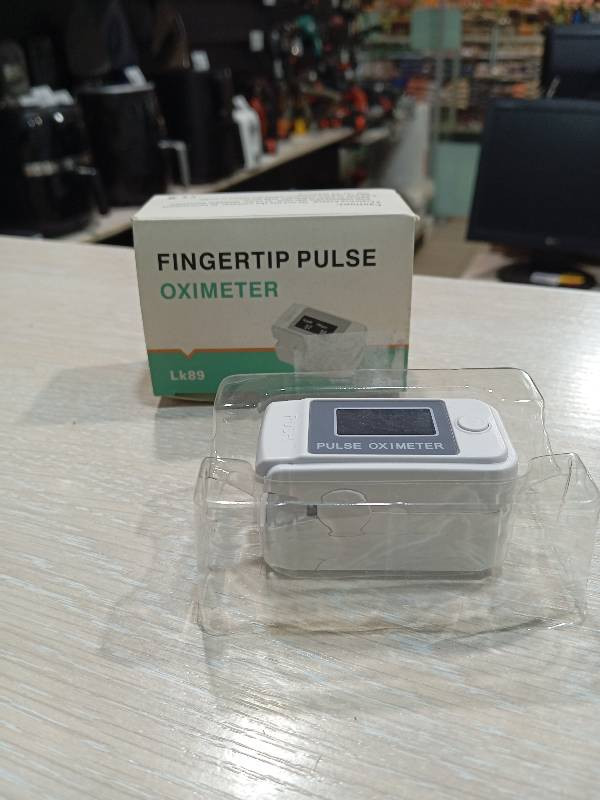 FINGERTIP PULSE
OXIMETER
Lk89
PULSE OXIMETER